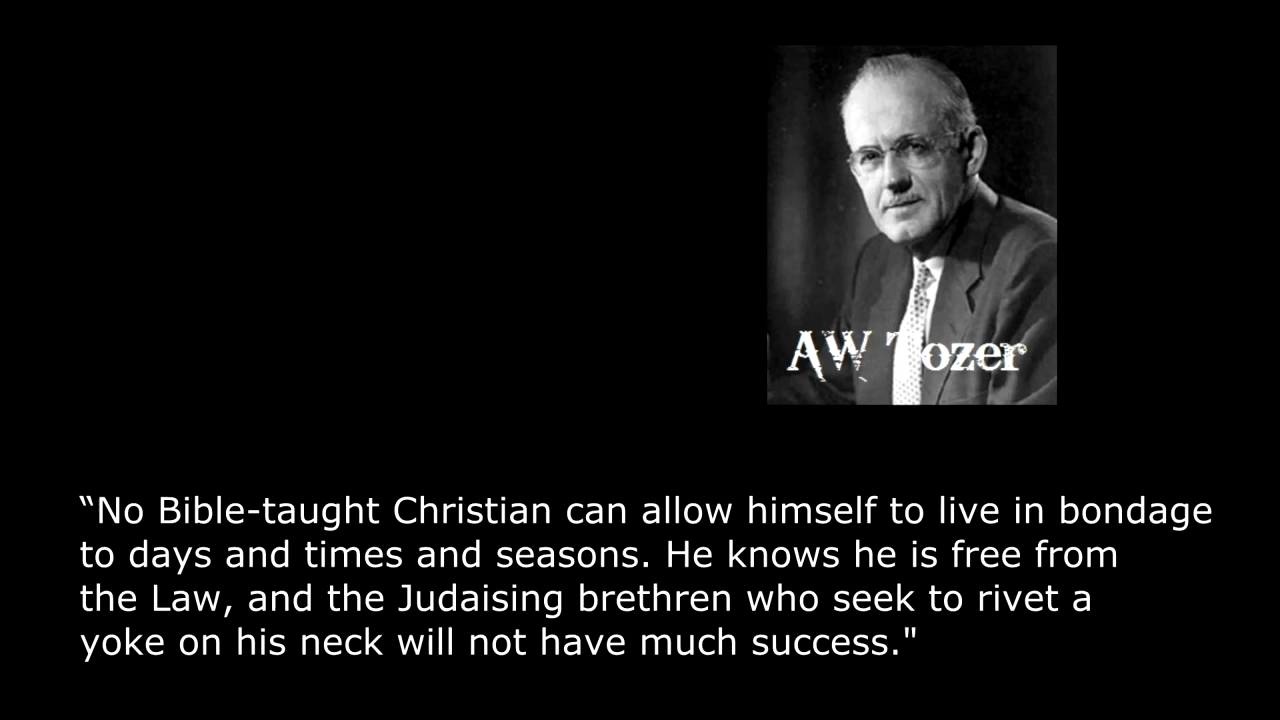 AW Tozer
“No Bible-taught Christian can allow himself to live in bondage
to days and times and seasons. He knows he is free from
the Law, and the Judaising brethren who seek to rivet a
yoke on his neck will not have much success."